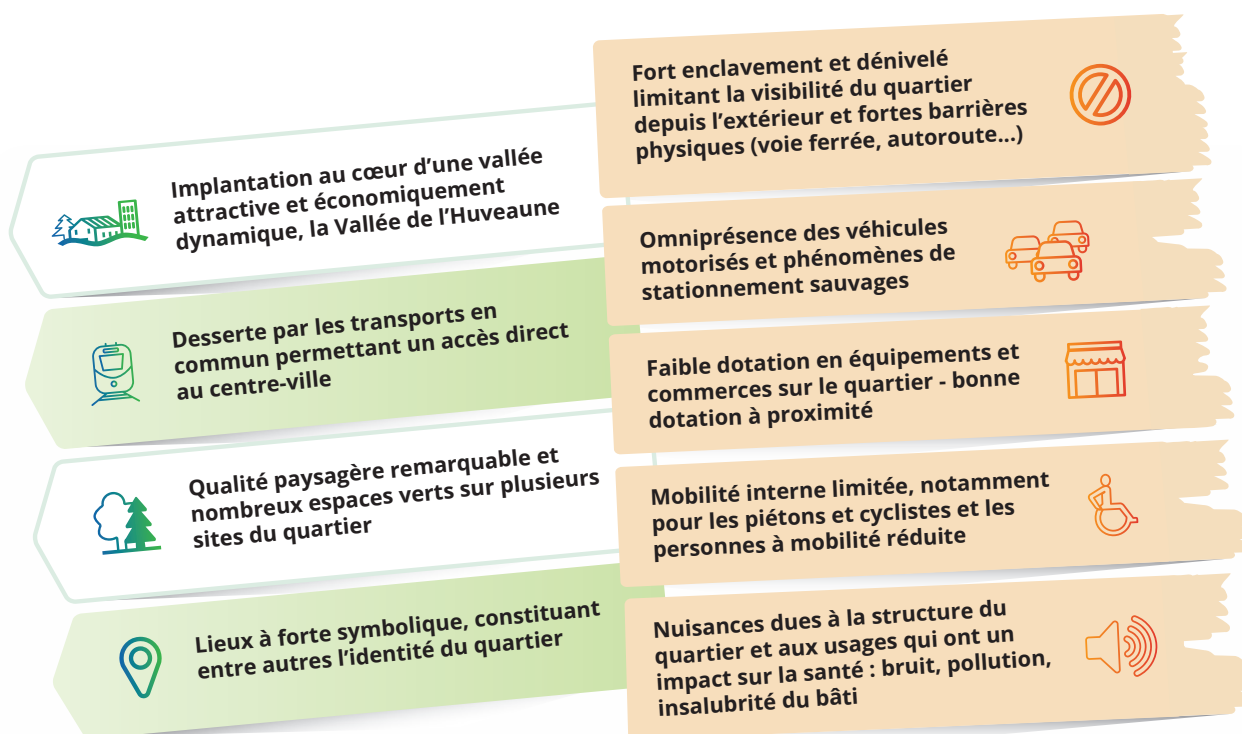 Implantation au cœur d’une vallée
attractive et économiquement
dynamique, la Vallée de l’Huveaune
Desserte par les transports en
commun permettant un accès direct
au centre-ville
Qualité paysagère remarquable et
nombreux espaces verts sur plusieurs
sites du quartier
Lieux à forte symbolique, constituant
entre autres l’identité du quartier
Fort enclavement et dénivelé
limitant la visibilité du quartier
depuis l’extérieur et fortes barrières
physiques (voie ferrée, autoroute...)
Omniprésence des véhicules
motorisés et phénomènes de
stationnement sauvages
Faible dotation en équipements et
commerces sur le quartier - bonne
dotation à proximité
Mobilité interne limitée, notamment
pour les piétons et cyclistes et les
personnes à mobilité réduite
Nuisances dues à la structure du
quartier et aux usages qui ont un
impact sur la santé : bruit, pollution,
insalubrité du bâti